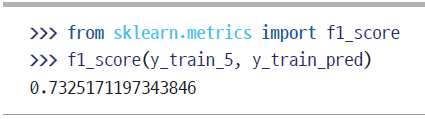 >>> from sklearn.metrics import f1_score
>>> f1_score(y_train_5, y_train_pred)
0.7325171197343846